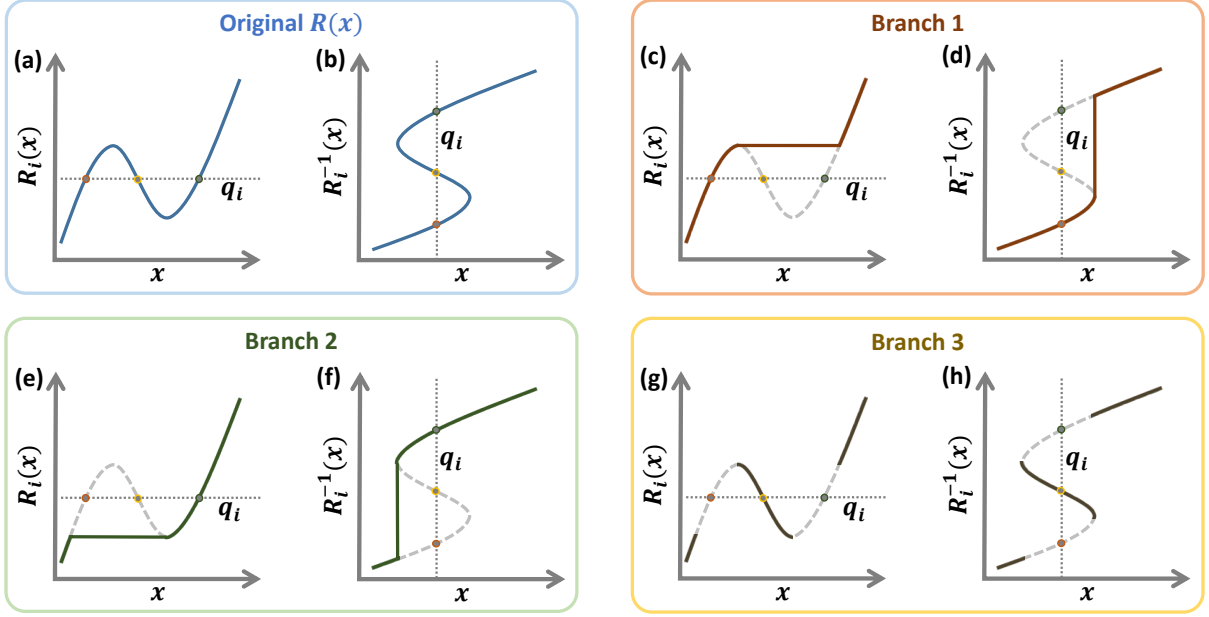 Original R(x)
(a)
R_i(x)
q_i
x
(b)
R_i^{-1}(x)
q_i
x
Branch 1
(c)
R_i(x)
q_i
x
(d)
R_i^{-1}(x)
q_i
x
Branch 2
(e)
R_i(x)
q_i
x
(f)
R_i^{-1}(x)
q_i
x
Branch 3
(g)
R_i(x)
q_i
x
(h)
R_i^{-1}(x)
q_i
x